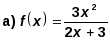 a) f(x) = 3x² / 2x + 3